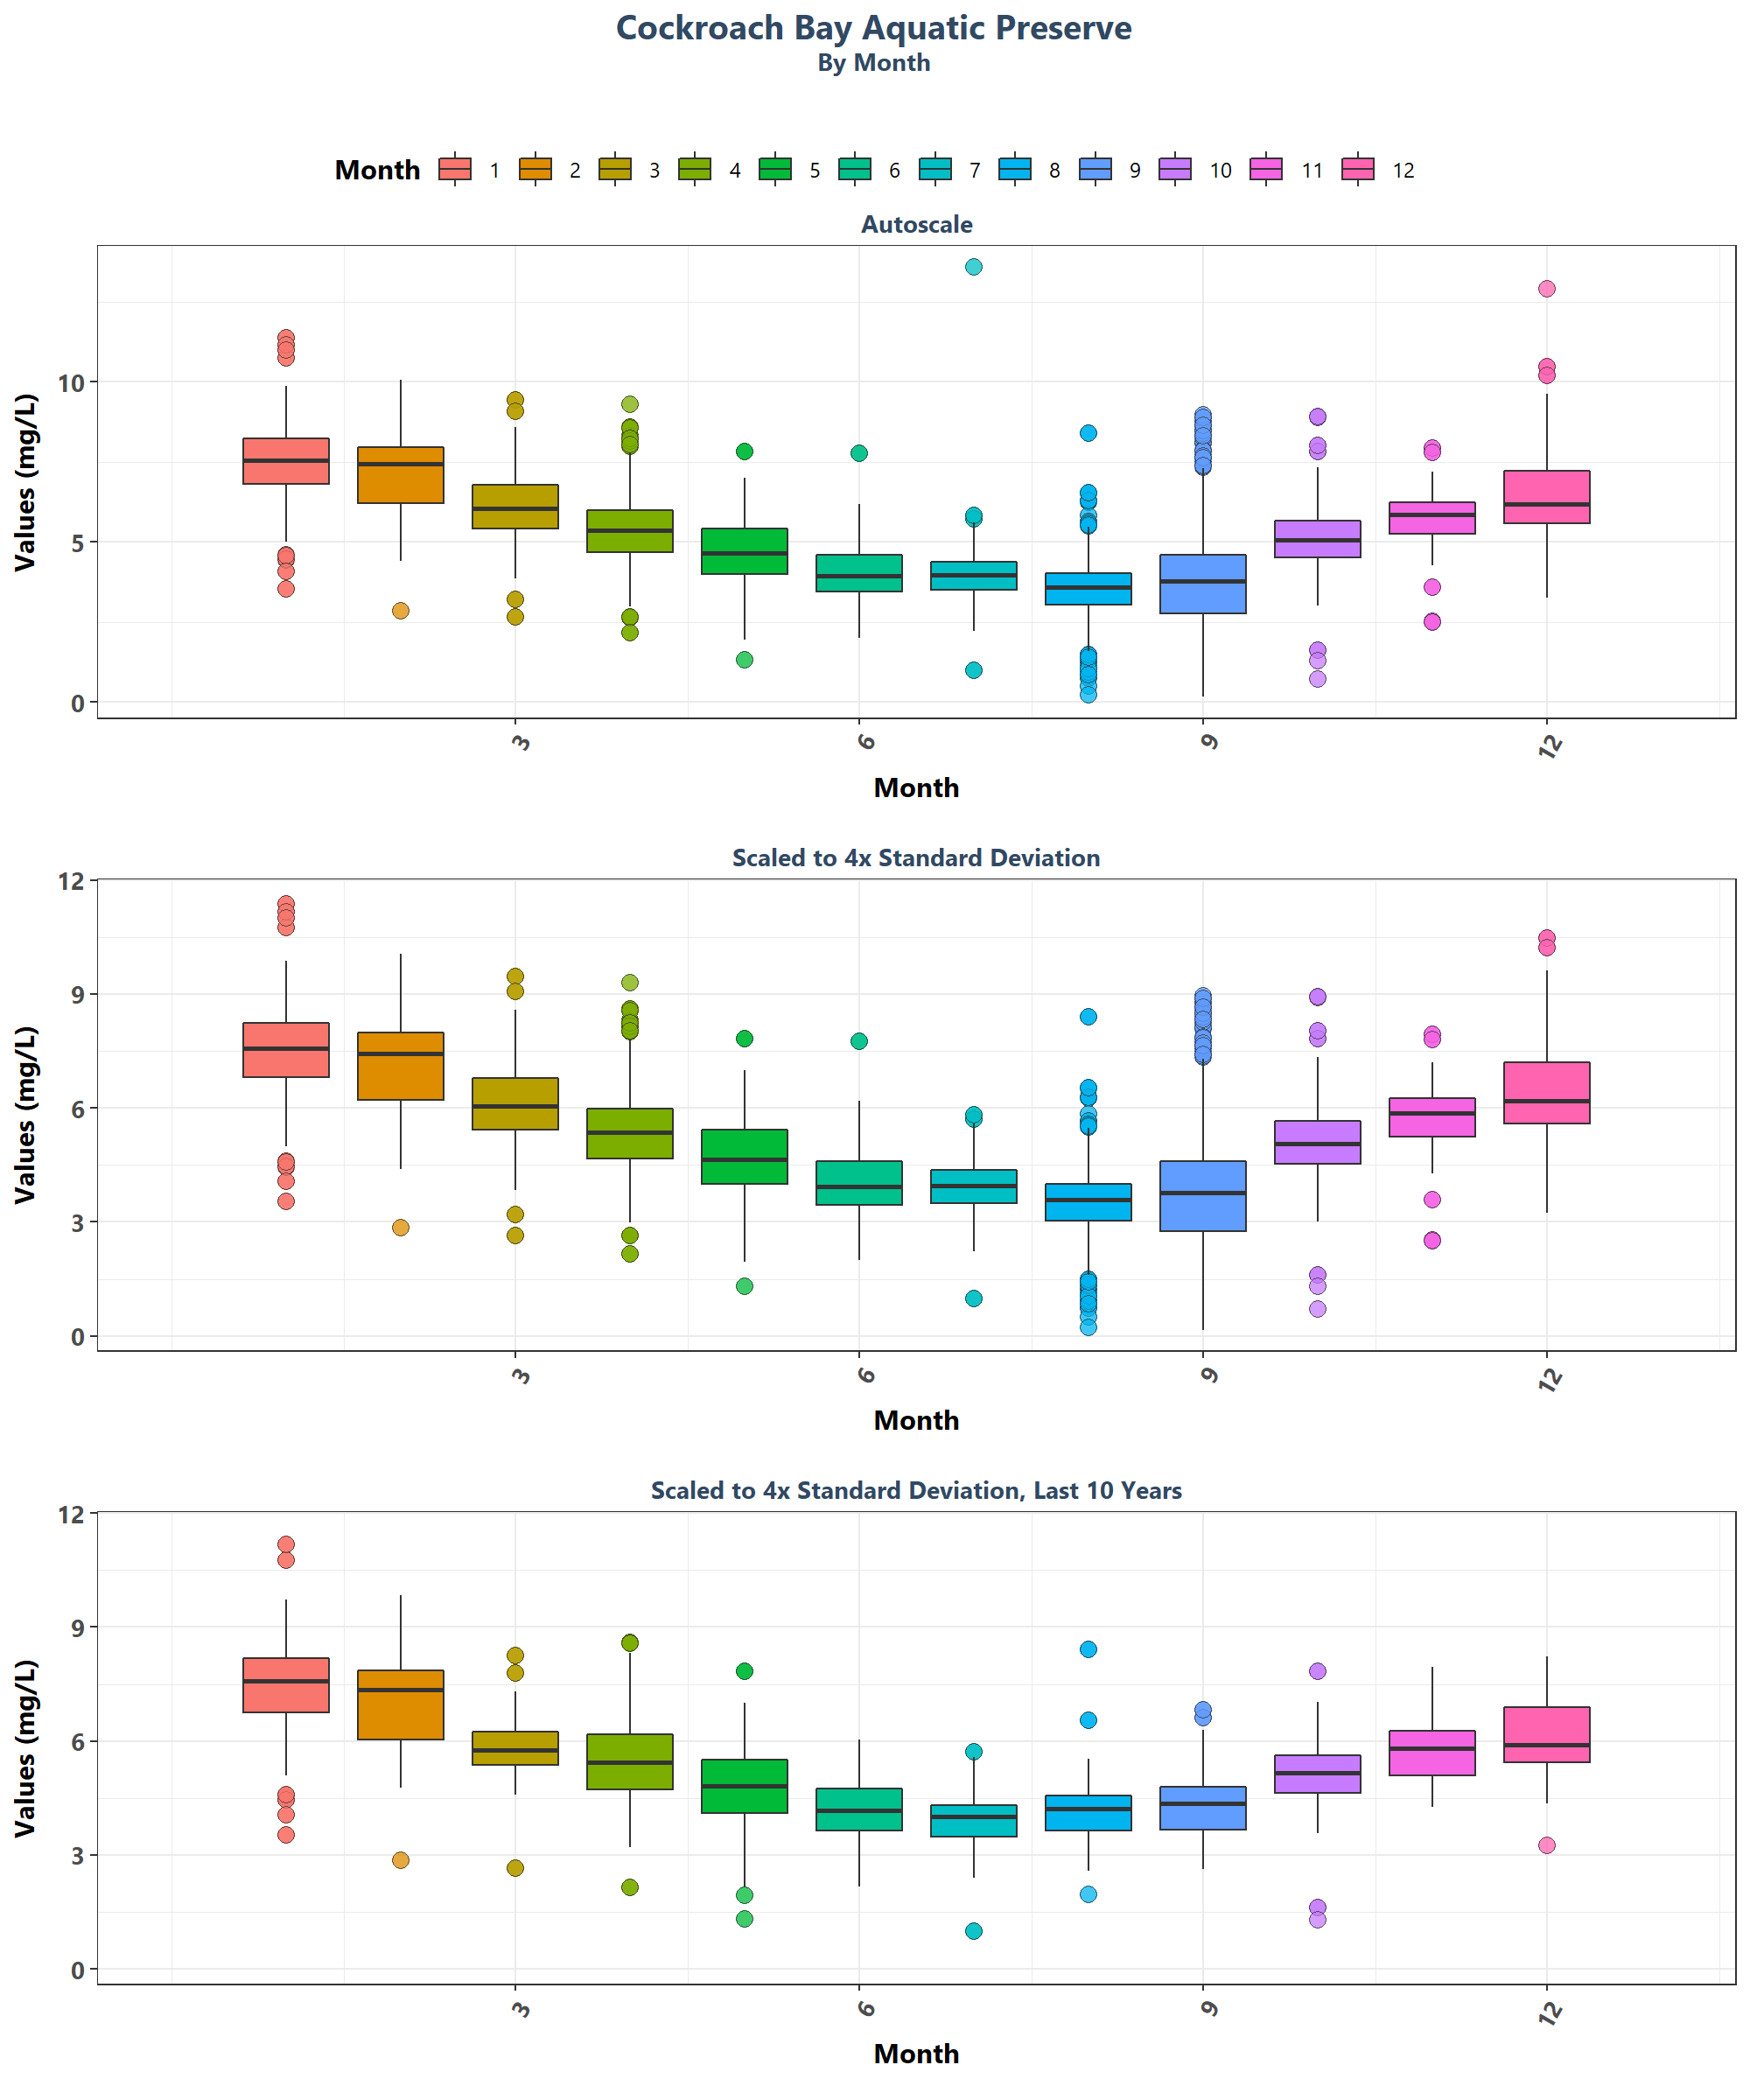 Cockroach Bay Aquatic Preserve
By Month
Month 1 2 3 4 5 6 7 8 9 10 11 12
Autoscale
Values (mg/L)
10
5
0
3 6 9 12
Month
Scaled to 4x Standard Deviation
Values (mg/L)
12
9
6
3
0
3 6 9 12
Month
Scaled to 4x Standard Deviation, Last 10 Years
Values (mg/L)
12
9
6
3
0
3 6 9 12
Month